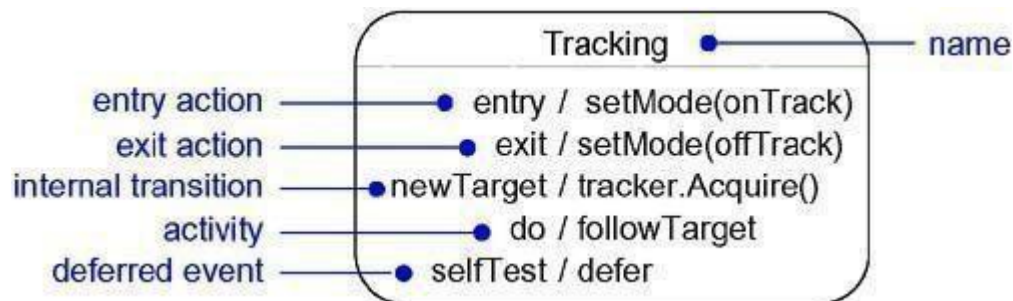 Tracking name
entry action entry / setMode(onTrack)
exit action exit / setMode(offTrack)
internal transition newTarget / tracker.Acquire()
activity do / followTarget
deferred event selfTest / defer